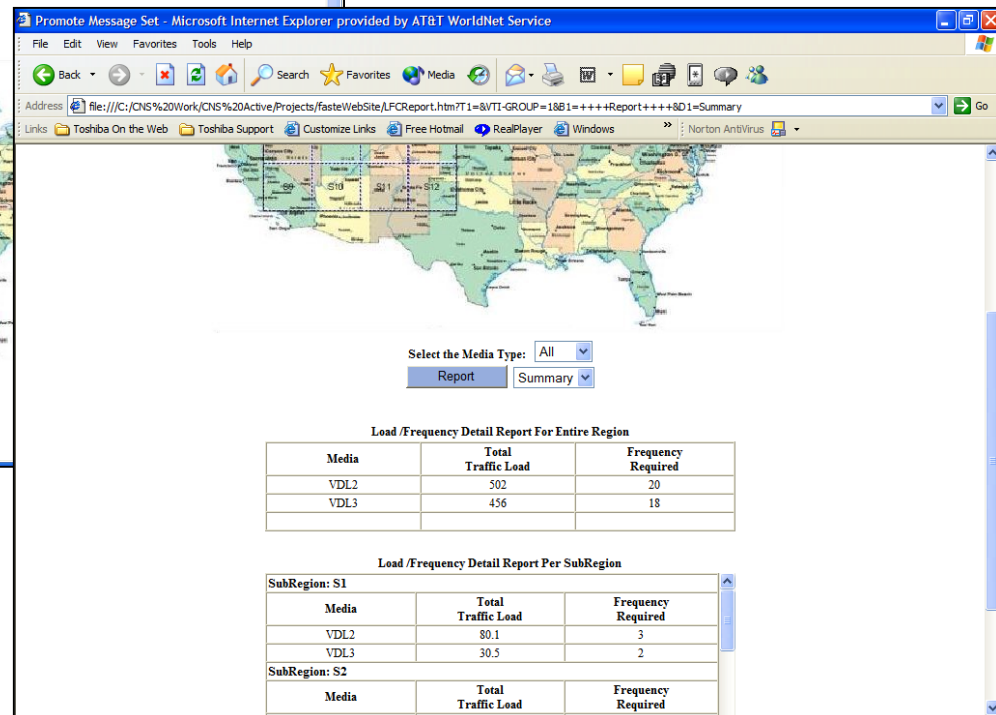 Promote Message Set - Microsoft Internet Explorer provided by AT&T WorldNet Service
File Edit View Favorites Tools Help
Back Search Favorites Media
Address file:///C:/CNS%20Work/CNS%20Active/Projects/fasteWebSite/LFCReport.htm?T1=&VTI-GROUP=1&B1=++++Report++++&D1=Summary Go
Links Toshiba On the Web Toshiba Support Customize Links Free Hotmail RealPlayer Windows » Norton AntiVirus
S9 S10 S11 S12
Select the Media Type: All
Report Summary
Load /Frequency Detail Report For Entire Region
Media Total Traffic Load Frequency Required
VDL2 502 20
VDL3 456 18
Load /Frequency Detail Report Per SubRegion
SubRegion: S1
Media Total Traffic Load Frequency Required
VDL2 80.1 3
VDL3 30.5 2
SubRegion: S2
Media Total Traffic Load Frequency Required